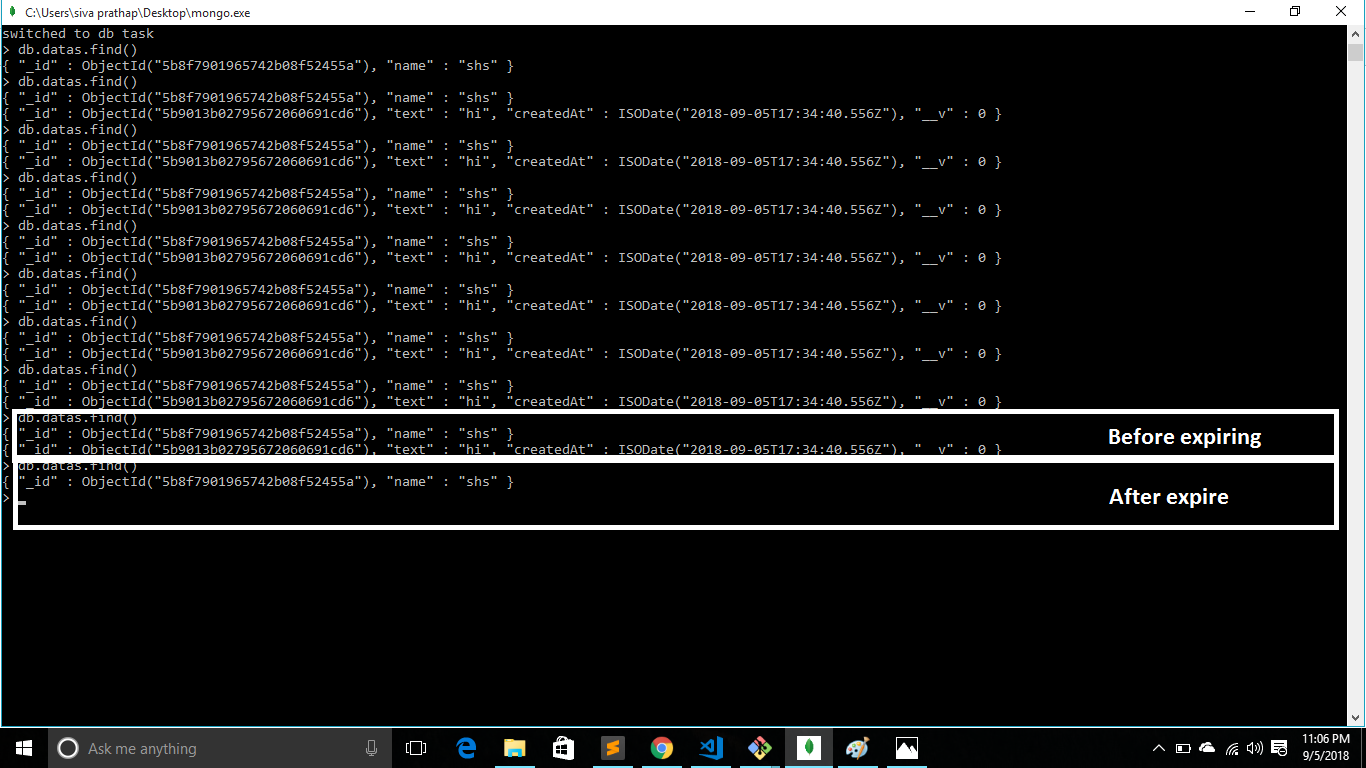 C:\Users\siva prathap\Desktop\mongo.exe
switched to db task
> db.datas.find()
{ "_id" : ObjectId("5b8f7901965742b08f52455a"), "name" : "shs" }
> db.datas.find()
{ "_id" : ObjectId("5b8f7901965742b08f52455a"), "name" : "shs" }
{ "_id" : ObjectId("5b9013b02795672060691cd6"), "text" : "hi", "createdAt" : ISODate("2018-09-05T17:34:40.556Z"), "__v" : 0 }
> db.datas.find()
{ "_id" : ObjectId("5b8f7901965742b08f52455a"), "name" : "shs" }
{ "_id" : ObjectId("5b9013b02795672060691cd6"), "text" : "hi", "createdAt" : ISODate("2018-09-05T17:34:40.556Z"), "__v" : 0 }
> db.datas.find()
{ "_id" : ObjectId("5b8f7901965742b08f52455a"), "name" : "shs" }
{ "_id" : ObjectId("5b9013b02795672060691cd6"), "text" : "hi", "createdAt" : ISODate("2018-09-05T17:34:40.556Z"), "__v" : 0 }
> db.datas.find()
{ "_id" : ObjectId("5b8f7901965742b08f52455a"), "name" : "shs" }
{ "_id" : ObjectId("5b9013b02795672060691cd6"), "text" : "hi", "createdAt" : ISODate("2018-09-05T17:34:40.556Z"), "__v" : 0 }
> db.datas.find()
{ "_id" : ObjectId("5b8f7901965742b08f52455a"), "name" : "shs" }
{ "_id" : ObjectId("5b9013b02795672060691cd6"), "text" : "hi", "createdAt" : ISODate("2018-09-05T17:34:40.556Z"), "__v" : 0 }
> db.datas.find()
{ "_id" : ObjectId("5b8f7901965742b08f52455a"), "name" : "shs" }
{ "_id" : ObjectId("5b9013b02795672060691cd6"), "text" : "hi", "createdAt" : ISODate("2018-09-05T17:34:40.556Z"), "__v" : 0 }
> db.datas.find()
{ "_id" : ObjectId("5b8f7901965742b08f52455a"), "name" : "shs" }
{ "_id" : ObjectId("5b9013b02795672060691cd6"), "text" : "hi", "createdAt" : ISODate("2018-09-05T17:34:40.556Z"), "__v" : 0 }
> db.datas.find()
{ "_id" : ObjectId("5b8f7901965742b08f52455a"), "name" : "shs" }
Before expiring
{ "_id" : ObjectId("5b9013b02795672060691cd6"), "text" : "hi", "createdAt" : ISODate("2018-09-05T17:34:40.556Z"), "__v" : 0 }
> db.datas.find()
{ "_id" : ObjectId("5b8f7901965742b08f52455a"), "name" : "shs" }
After expire
> _
Ask me anything
11:06 PM
9/5/2018